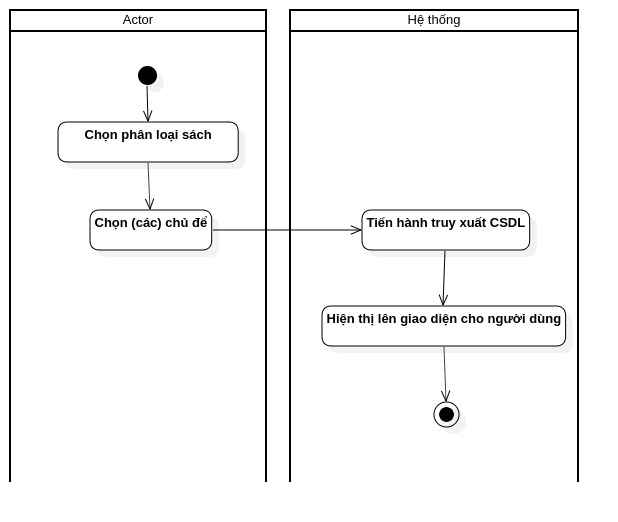 Actor
Hệ thống
Chọn phân loại sách
Chọn (các) chủ để
Tiến hành truy xuất CSDL
Hiện thị lên giao diện cho người dùng